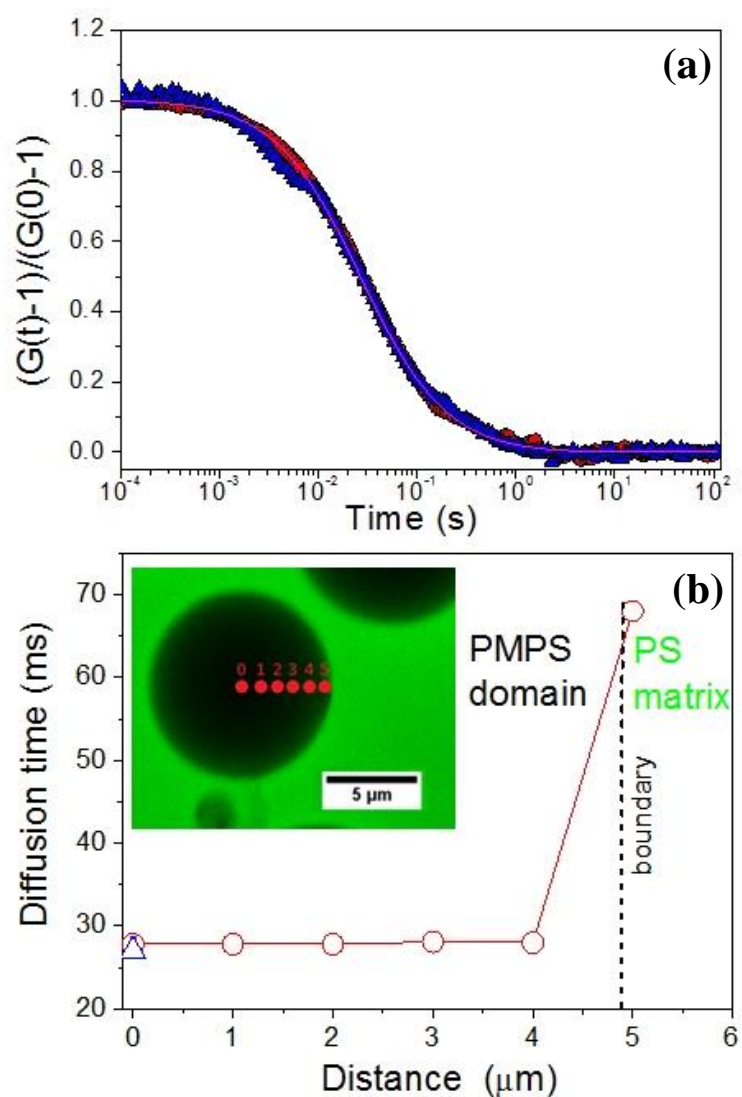 (a)
1.2
1.0
0.8
0.6
0.4
0.2
0.0
(G(t)-1)/(G(0)-1)
10⁻⁴ 10⁻³ 10⁻² 10⁻¹ 10⁰ 10¹ 10²
Time (s)
(b)
70
60
50
40
30
20
Diffusion time (ms)
0 1 2 3 4 5
5 µm
PMPS
domain
PS
matrix
boundary
0 1 2 3 4 5 6
Distance (µm)